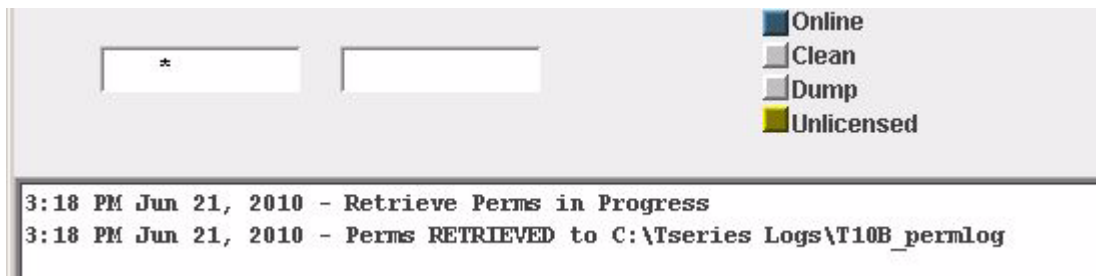 Online
*
Clean
Dump
Unlicensed
3:18 PM Jun 21, 2010 - Retrieve Perms in Progress
3:18 PM Jun 21, 2010 - Perms RETRIEVED to C:\Tseries Logs\T10B_permlog